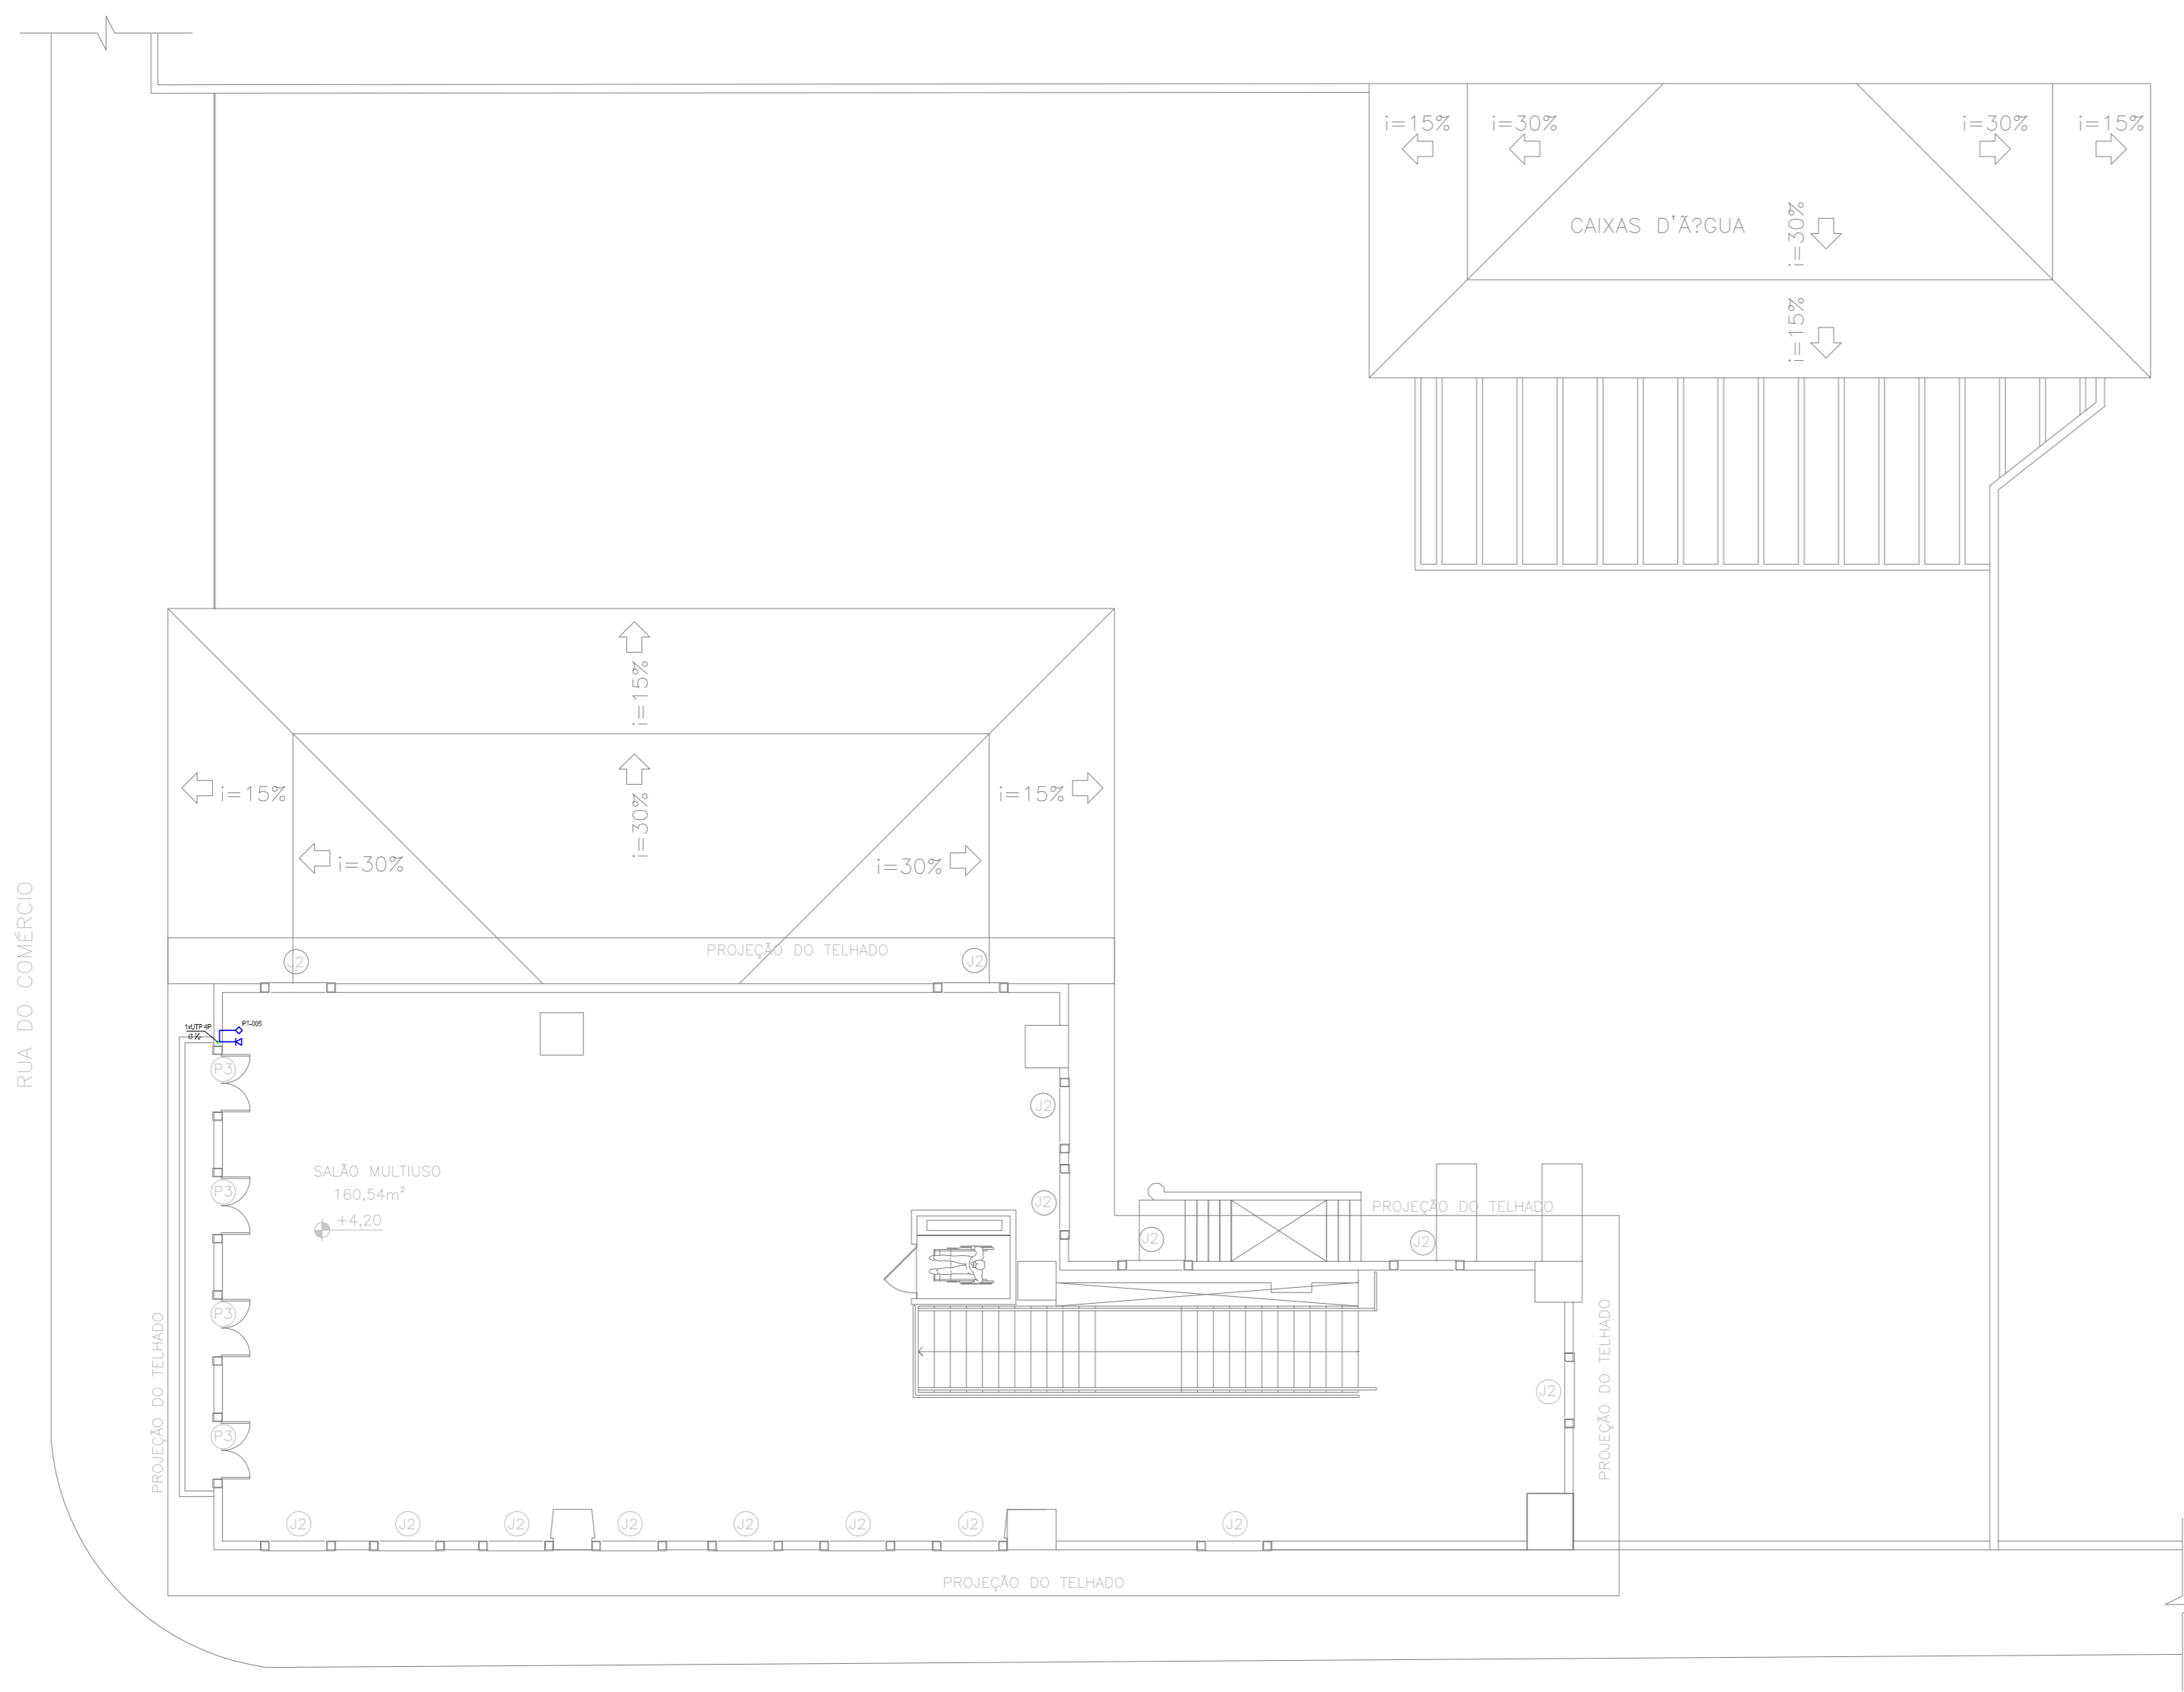 i=15%
i=30%
i=30%
i=15%
CAIXAS D'Ã?GUA
i=30%
i=15%
i=15%
i=30%
i=15%
i=15%
i=30%
i=30%
RUA DO COMÉRCIO
PROJEÇÃO DO TELHADO
J2
J2
1xUTP 4P
PT-005
P3
J2
SALÃO MULTIUSO
160,54m²
P3
J2
+4,20
PROJEÇÃO DO TELHADO
J2
J2
P3
PROJEÇÃO DO TELHADO
PROJEÇÃO DO TELHADO
J2
P3
J2
J2
J2
J2
J2
J2
J2
J2
PROJEÇÃO DO TELHADO